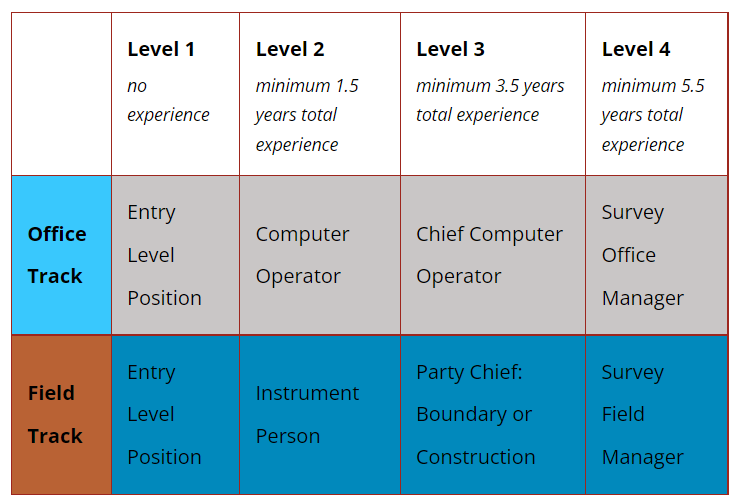 Level 1
no
experience
Level 2
minimum 1.5
years total
experience
Level 3
minimum 3.5 years
total experience
Level 4
minimum 5.5
years total
experience
Office
Track
Entry
Level
Position
Computer
Operator
Chief Computer
Operator
Survey
Office
Manager
Field
Track
Entry
Level
Position
Instrument
Person
Party Chief:
Boundary or
Construction
Survey
Field
Manager